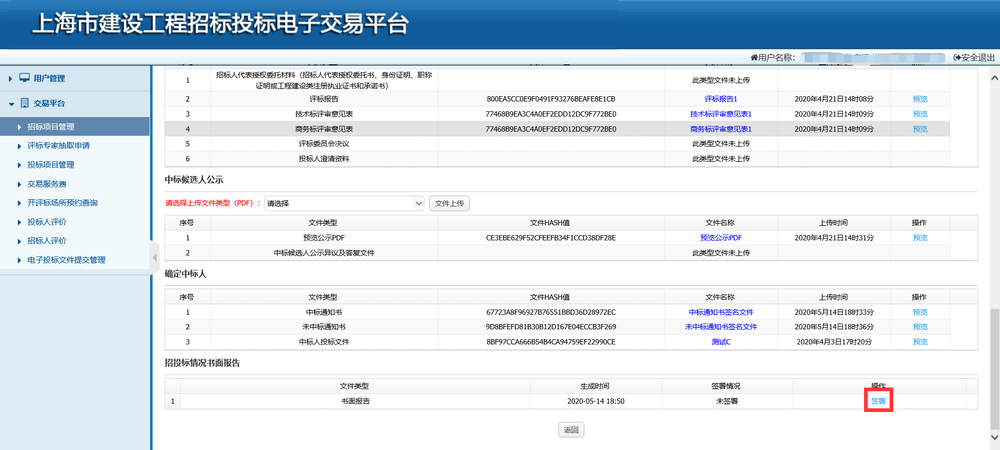 上海市建设工程招标投标电子交易平台
用户名称：
安全退出
用户管理
交易平台
招标项目管理
评标专家抽取申请
投标项目管理
交易服务费
开评标场所预约查询
投标人评价
招标人评价
电子投标文件提交管理
1 招标人代表授权委托材料（招标人代表授权委托书、身份证明、职称 此类型文件未上传
证明或工程建设类注册执业证书和承诺书）
2 评标报告 800EA5CC0E9F0491F93276BEAFE8E1CB 评标报告1 2020年4月21日14时08分 预览
3 技术标评审意见表 77468B9EA3C4A0EF2EDD12DC9F772BE0 技术标评审意见表1 2020年4月21日14时09分 预览
4 商务标评审意见表 77468B9EA3C4A0EF2EDD12DC9F772BE0 商务标评审意见表1 2020年4月21日14时09分 预览
5 评标委员会决议 此类型文件未上传
6 投标人澄清资料 此类型文件未上传
中标候选人公示
请选择上传文件类型（PDF）： 请选择 文件上传
序号 文件类型 文件HASH值 文件名称 上传时间 操作
1 预览公示PDF CE3EBE629F52CFEEFB34F1CCD38DF28E 预览公示PDF 2020年4月21日14时31分 预览
2 中标候选人公示异议及答复文件 此类型文件未上传
确定中标人
序号 文件类型 文件HASH值 文件名称 上传时间 操作
1 中标通知书 67723A8F96927B76551BBD36D28972EC 中标通知书签名文件 2020年5月14日18时33分 预览
2 未中标通知书 9D8BFEFD81B30B12D167E04ECCB3F269 未中标通知书签名文件 2020年5月14日18时36分 预览
3 中标人投标文件 8BF97CCA666B54B4CA94759EF22990CE 测试C 2020年4月3日17时20分 预览
招投标情况书面报告
文件类型 生成时间 签署情况 操作
1 书面报告 2020-05-14 18:50 未签署 签署
返回